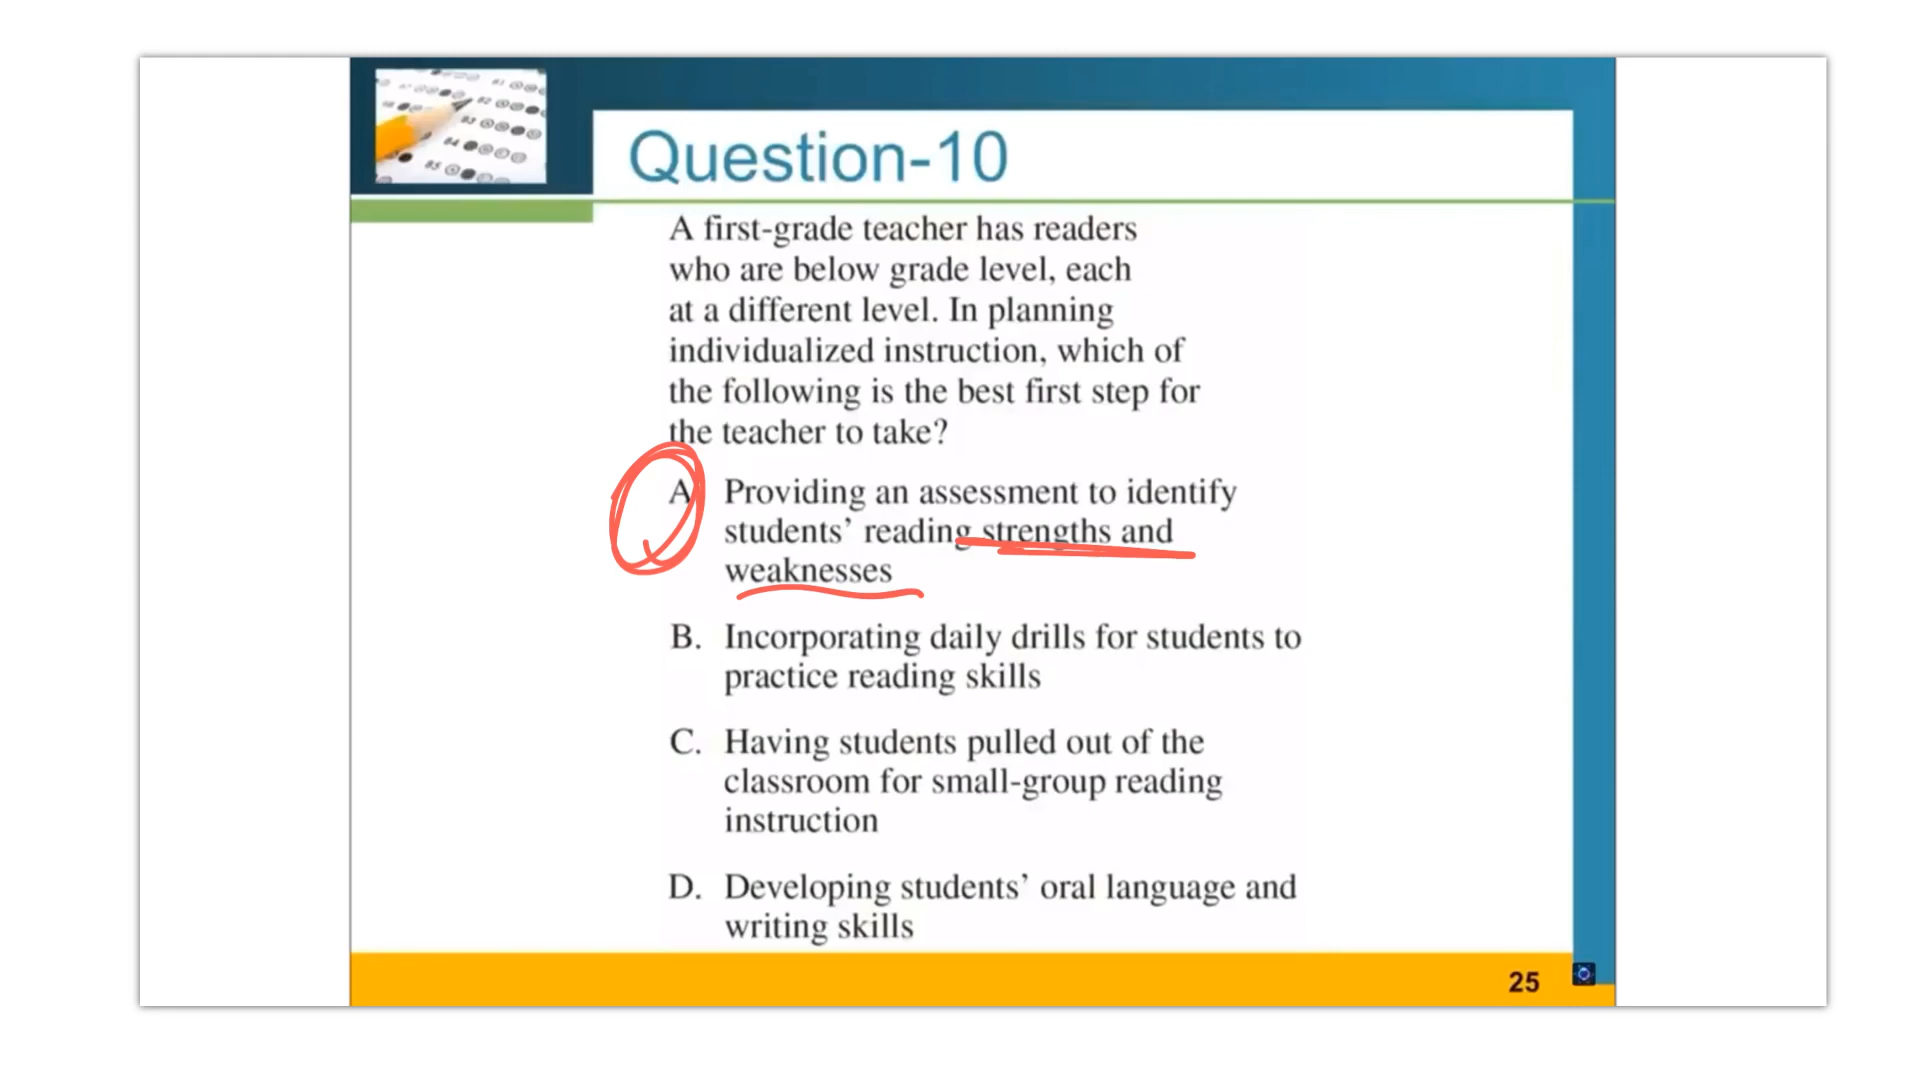 Question-10
A first-grade teacher has readers
who are below grade level, each
at a different level. In planning
individualized instruction, which of
the following is the best first step for
the teacher to take?
A Providing an assessment to identify
students’ reading strengths and
weaknesses
B. Incorporating daily drills for students to
practice reading skills
C. Having students pulled out of the
classroom for small-group reading
instruction
D. Developing students’ oral language and
writing skills
25